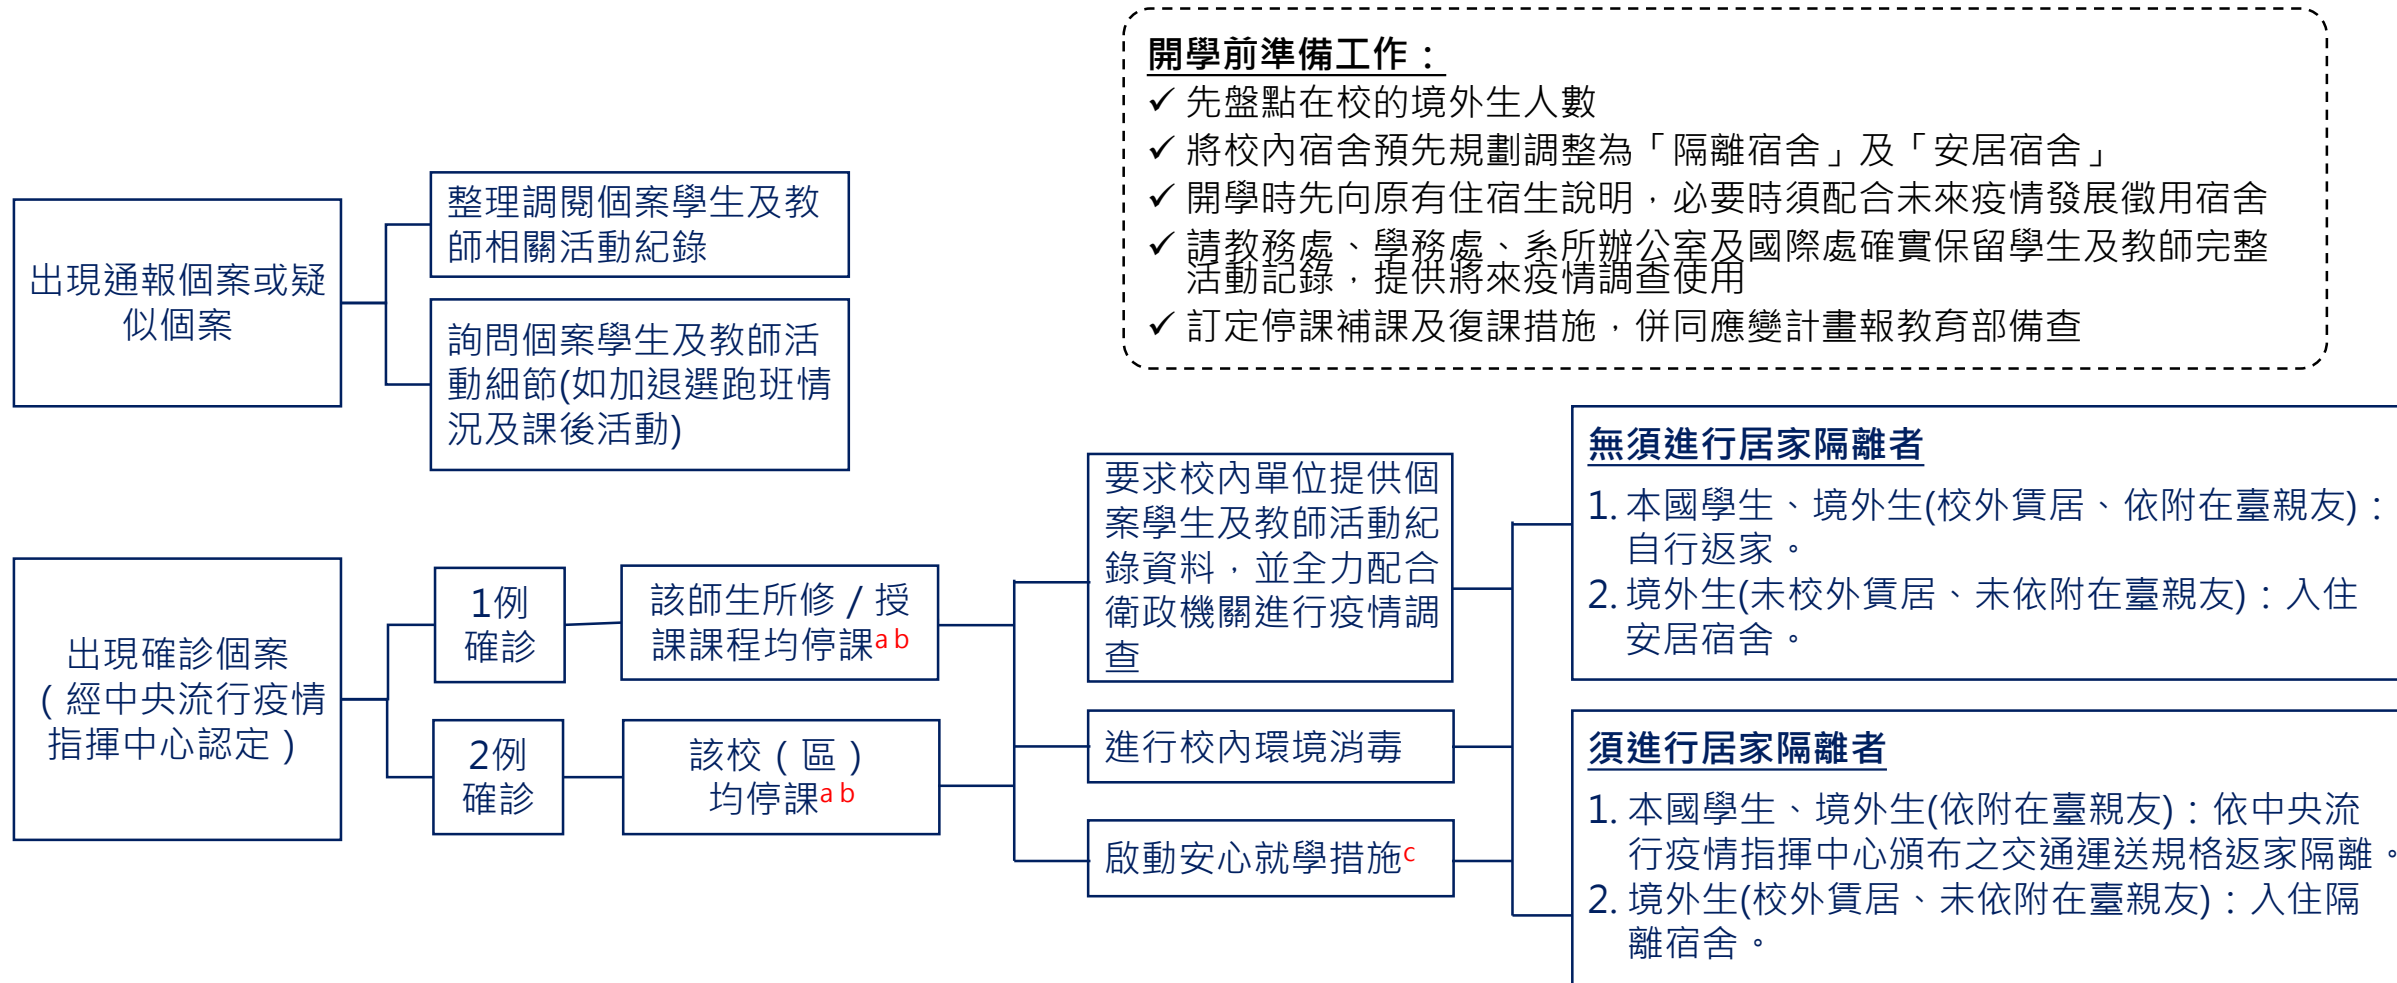 開學前準備工作：
✓ 先盤點在校的境外生人數
✓ 將校內宿舍預先規劃調整為「隔離宿舍」及「安居宿舍」
✓ 開學時先向原有住宿生說明，必要時須配合未來疫情發展徵用宿舍
✓ 請教務處、學務處、系所辦公室及國際處確實保留學生及教師完整
活動記錄，提供將來疫情調查使用
✓ 訂定停課補課及復課措施，併同應變計畫報教育部備查
出現通報個案或疑
似個案
整理調閱個案學生及教
師相關活動紀錄
詢問個案學生及教師活
動細節(如加退選跑班情
況及課後活動)
出現確診個案
（經中央流行疫情
指揮中心認定）
1例
確診
該師生所修／授
課課程均停課a b
2例
確診
該校（區）
均停課a b
要求校內單位提供個
案學生及教師活動紀
錄資料，並全力配合
衛政機關進行疫情調
查
進行校內環境消毒
啟動安心就學措施c
無須進行居家隔離者
1. 本國學生、境外生(校外賃居、依附在臺親友)：
自行返家。
2. 境外生(未校外賃居、未依附在臺親友)：入住
安居宿舍。
須進行居家隔離者
1. 本國學生、境外生(依附在臺親友)：依中央流
行疫情指揮中心頒布之交通運送規格返家隔離。
2. 境外生(校外賃居、未依附在臺親友)：入住隔
離宿舍。